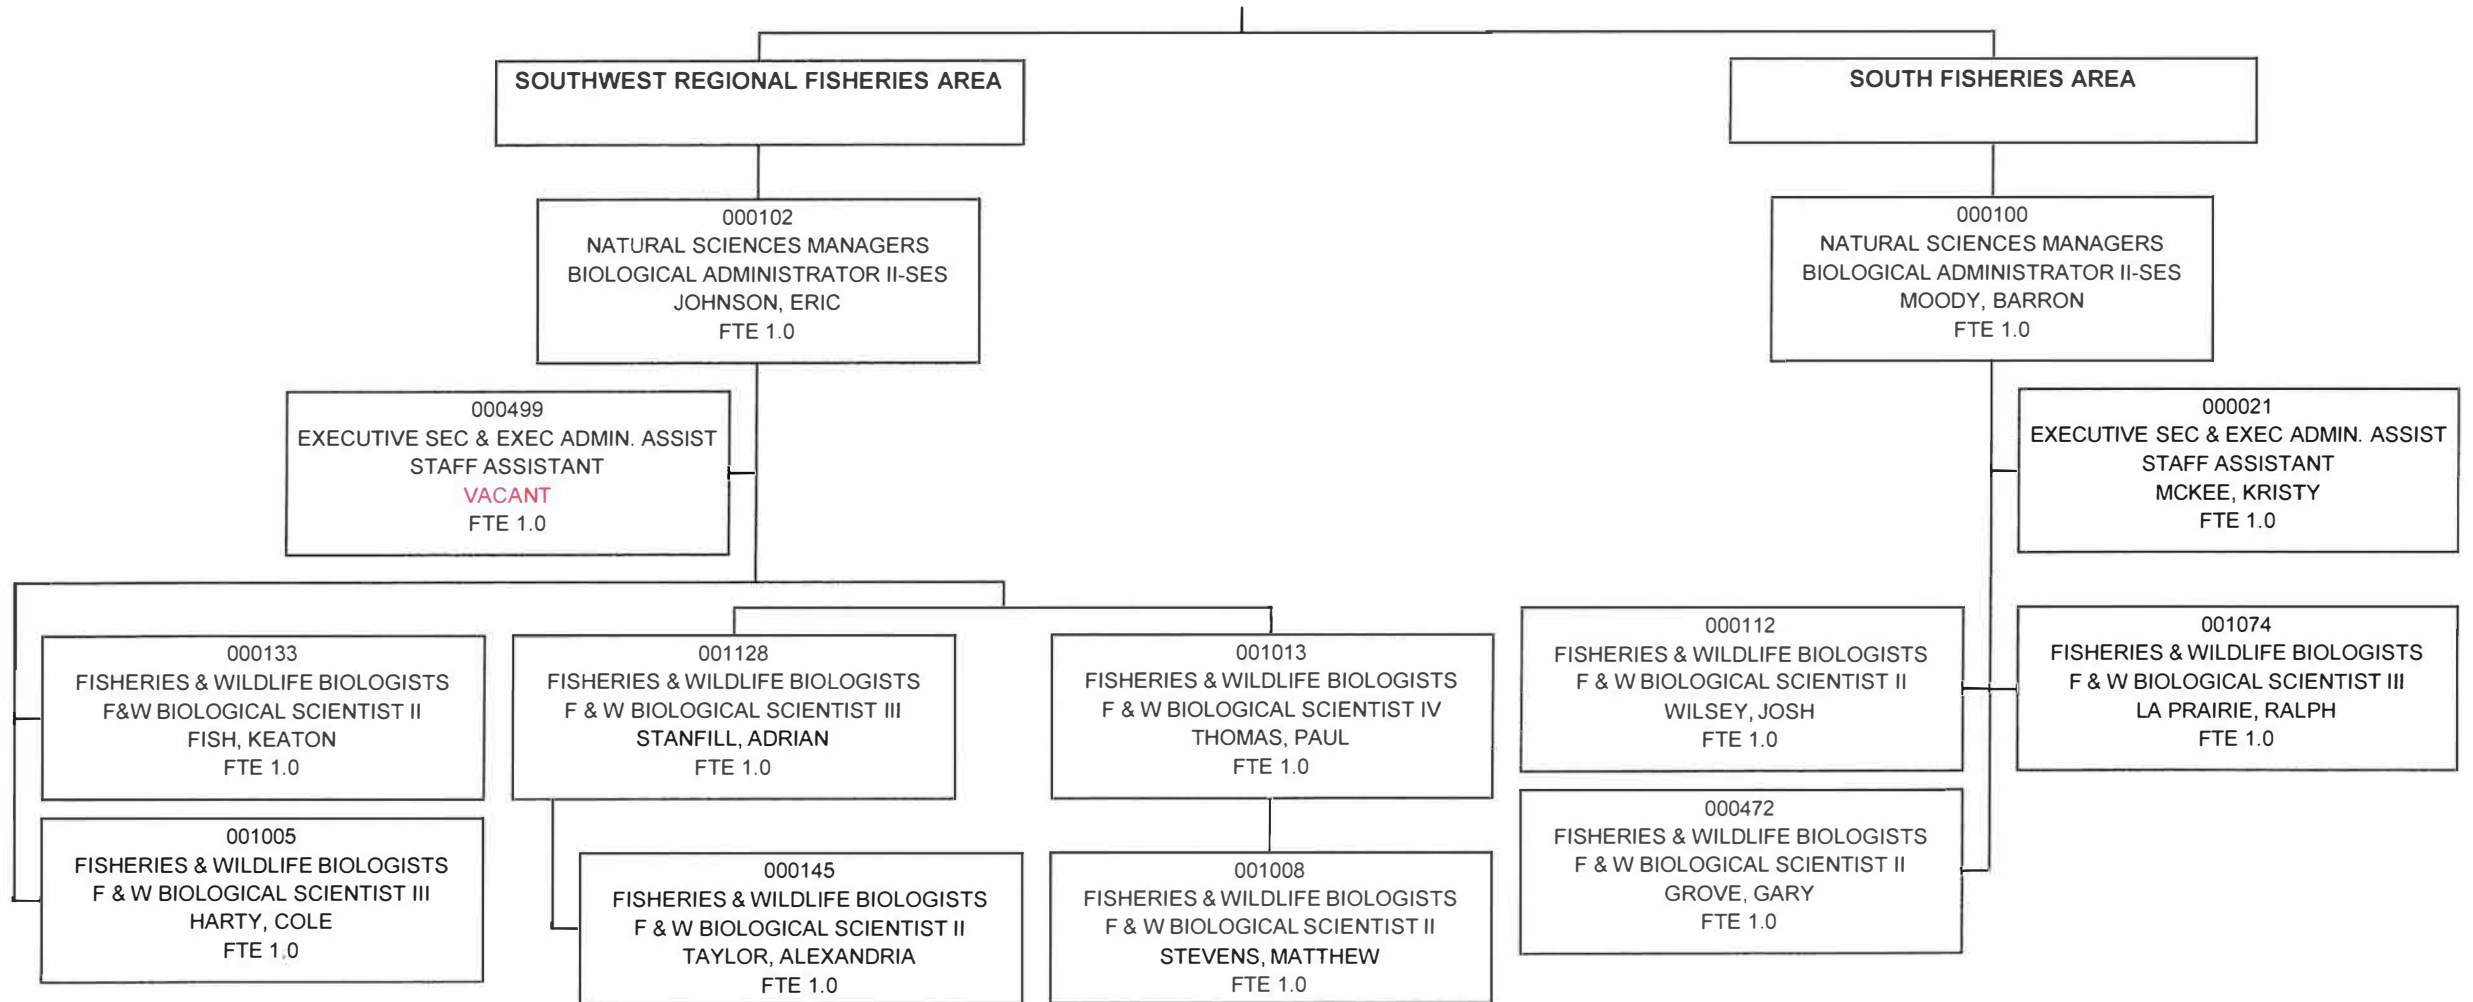 SOUTHWEST REGIONAL FISHERIES AREA
SOUTH FISHERIES AREA
000102
NATURAL SCIENCES MANAGERS
BIOLOGICAL ADMINISTRATOR II-SES
JOHNSON, ERIC
FTE 1.0
000100
NATURAL SCIENCES MANAGERS
BIOLOGICAL ADMINISTRATOR II-SES
MOODY, BARRON
FTE 1.0
000499
EXECUTIVE SEC & EXEC ADMIN. ASSIST
STAFF ASSISTANT
VACANT
FTE 1.0
000021
EXECUTIVE SEC & EXEC ADMIN. ASSIST
STAFF ASSISTANT
MCKEE, KRISTY
FTE 1.0
000133
FISHERIES & WILDLIFE BIOLOGISTS
F&W BIOLOGICAL SCIENTIST II
FISH, KEATON
FTE 1.0
001128
FISHERIES & WILDLIFE BIOLOGISTS
F & W BIOLOGICAL SCIENTIST III
STANFILL, ADRIAN
FTE 1.0
001013
FISHERIES & WILDLIFE BIOLOGISTS
F & W BIOLOGICAL SCIENTIST IV
THOMAS, PAUL
FTE 1.0
000112
FISHERIES & WILDLIFE BIOLOGISTS
F & W BIOLOGICAL SCIENTIST II
WILSEY, JOSH
FTE 1.0
001074
FISHERIES & WILDLIFE BIOLOGISTS
F & W BIOLOGICAL SCIENTIST III
LA PRAIRIE, RALPH
FTE 1.0
001005
FISHERIES & WILDLIFE BIOLOGISTS
F & W BIOLOGICAL SCIENTIST III
HARTY, COLE
FTE 1.0
000145
FISHERIES & WILDLIFE BIOLOGISTS
F & W BIOLOGICAL SCIENTIST II
TAYLOR, ALEXANDRIA
FTE 1.0
001008
FISHERIES & WILDLIFE BIOLOGISTS
F & W BIOLOGICAL SCIENTIST II
STEVENS, MATTHEW
FTE 1.0
000472
FISHERIES & WILDLIFE BIOLOGISTS
F & W BIOLOGICAL SCIENTIST II
GROVE, GARY
FTE 1.0